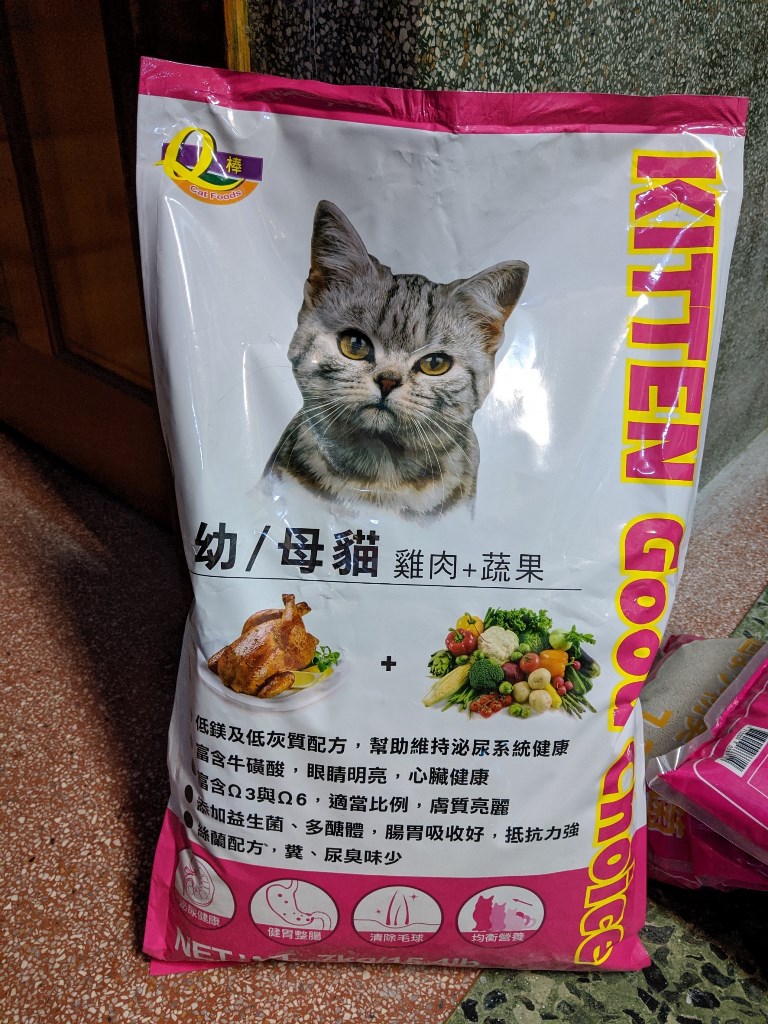 Q 棒
Cat Foods
KITTEN Good Choice
幼/母貓 雞肉+蔬果
+
低鎂及低灰質配方，幫助維持泌尿系統健康
富含牛磺酸，眼睛明亮，心臟健康
富含Ω3與Ω6，適當比例，膚質亮麗
添加益生菌、多醣體，腸胃吸收好，抵抗力強
絲蘭配方，糞、尿臭味少
泌尿健康
健胃整腸
清除毛球
均衡營養
NET